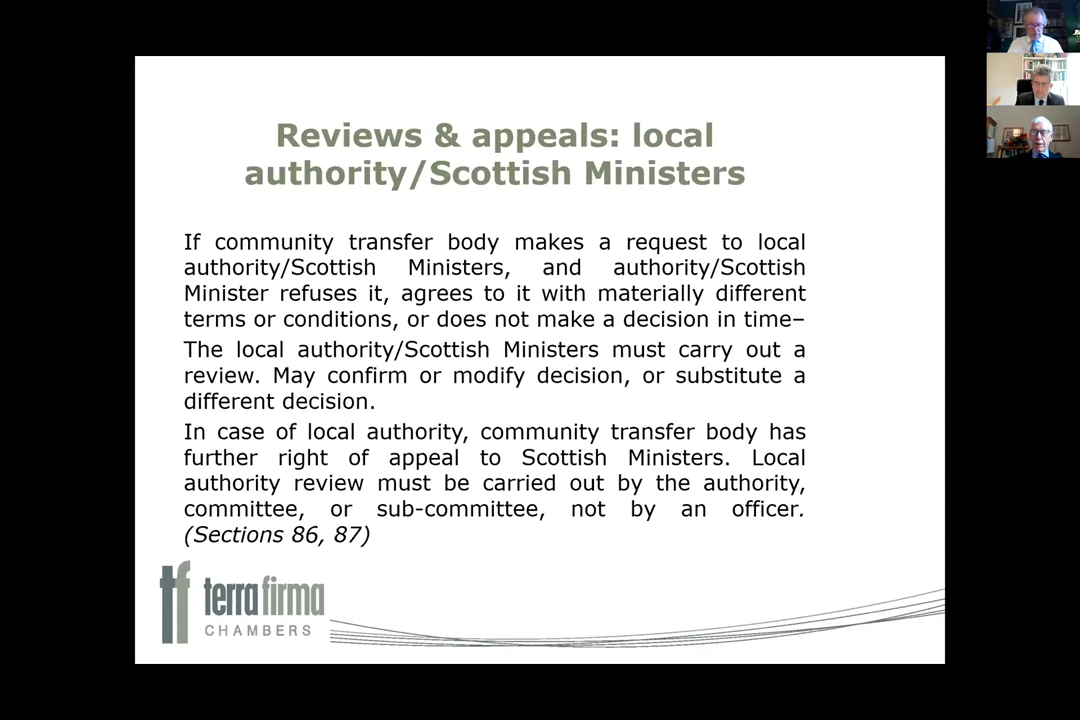 Reviews & appeals: local
authority/Scottish Ministers
If community transfer body makes a request to local
authority/Scottish Ministers, and authority/Scottish
Minister refuses it, agrees to it with materially different
terms or conditions, or does not make a decision in time–
The local authority/Scottish Ministers must carry out a
review. May confirm or modify decision, or substitute a
different decision.
In case of local authority, community transfer body has
further right of appeal to Scottish Ministers. Local
authority review must be carried out by the authority,
committee, or sub-committee, not by an officer.
(Sections 86, 87)
tf terra firma
CHAMBERS